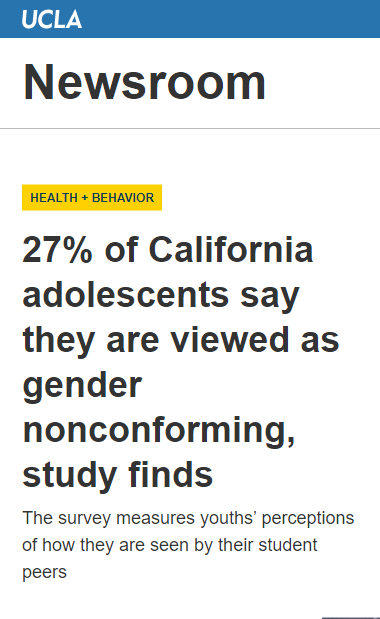 UCLA
Newsroom
HEALTH + BEHAVIOR
27% of California
adolescents say
they are viewed as
gender
nonconforming,
study finds
The survey measures youths’ perceptions
of how they are seen by their student
peers